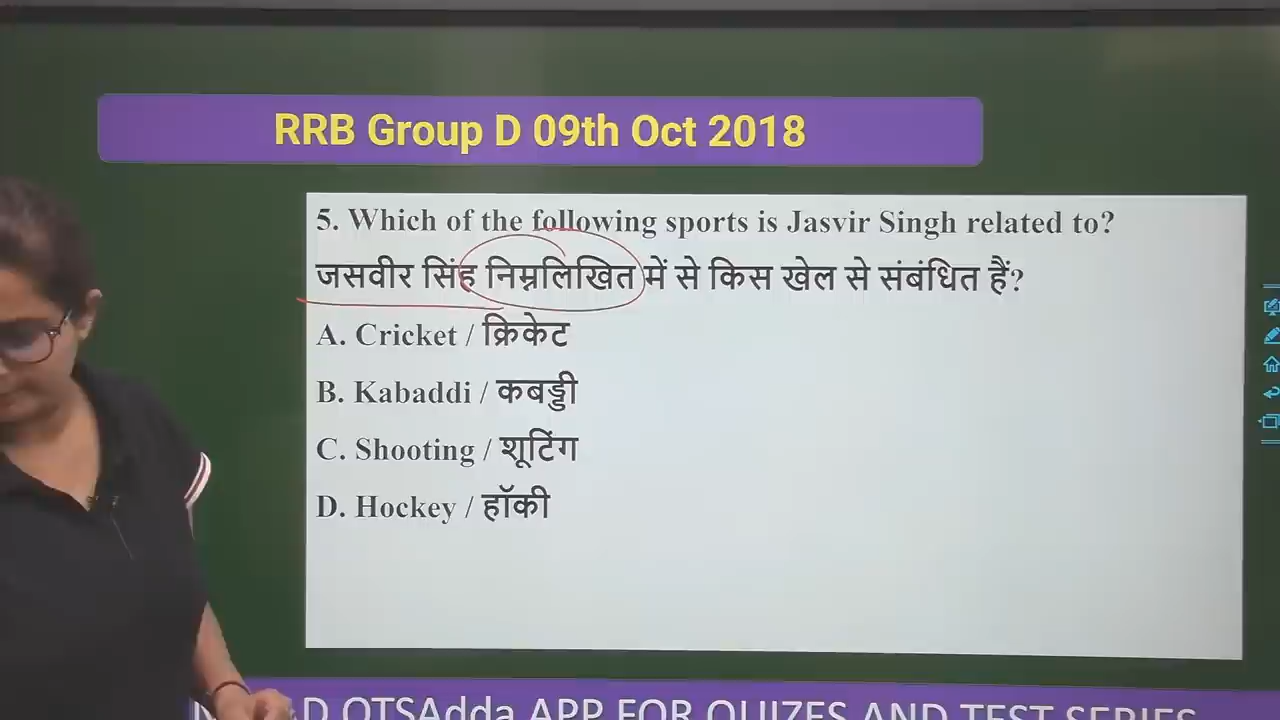 RRB Group D 09th Oct 2018
5. Which of the following sports is Jasvir Singh related to?
जसवीर सिंह निम्नलिखित में से किस खेल से संबंधित हैं?
A. Cricket / क्रिकेट
B. Kabaddi / कबड्डी
C. Shooting / शूटिंग
D. Hockey / हॉकी
D OTSAdda APP FOR QUIZES AND TEST SERIES